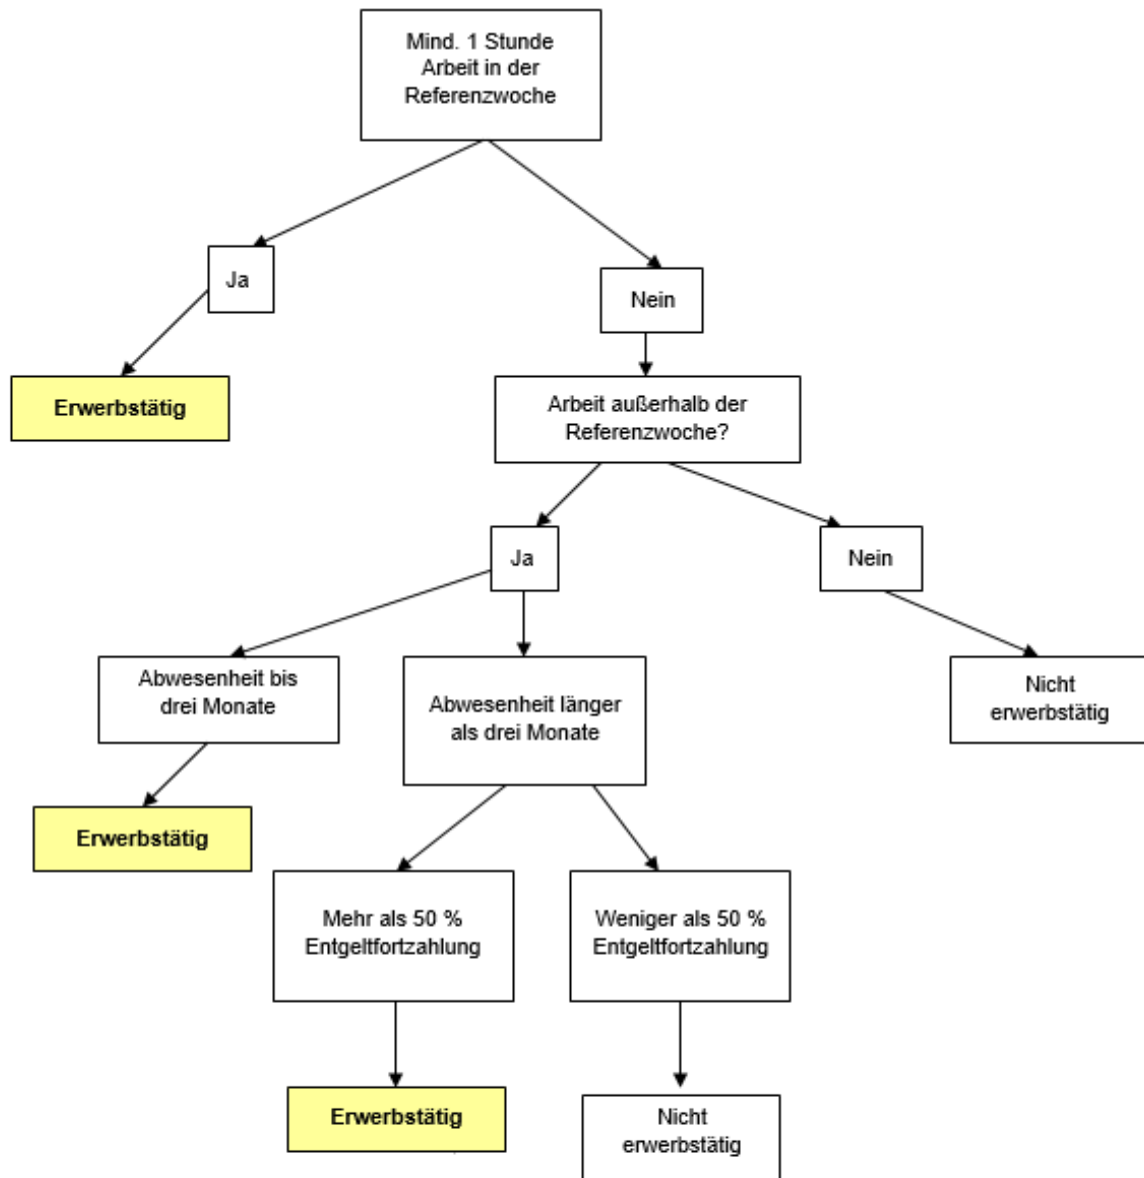 Mind. 1 Stunde
Arbeit in der
Referenzwoche
Ja
Nein
Erwerbstätig
Arbeit außerhalb der
Referenzwoche?
Ja
Nein
Abwesenheit bis
drei Monate
Abwesenheit länger
als drei Monate
Nicht
erwerbstätig
Erwerbstätig
Mehr als 50 %
Entgeltfortzahlung
Weniger als 50 %
Entgeltfortzahlung
Erwerbstätig
Nicht
erwerbstätig